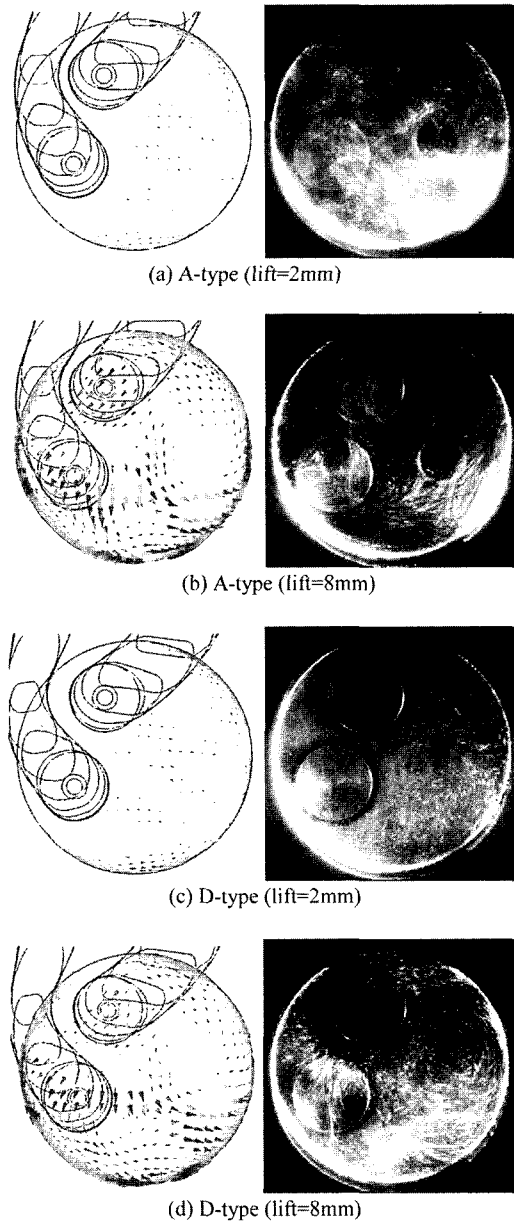 (a) A-type (lift=2mm)
(b) A-type (lift=8mm)
(c) D-type (lift=2mm)
(d) D-type (lift=8mm)